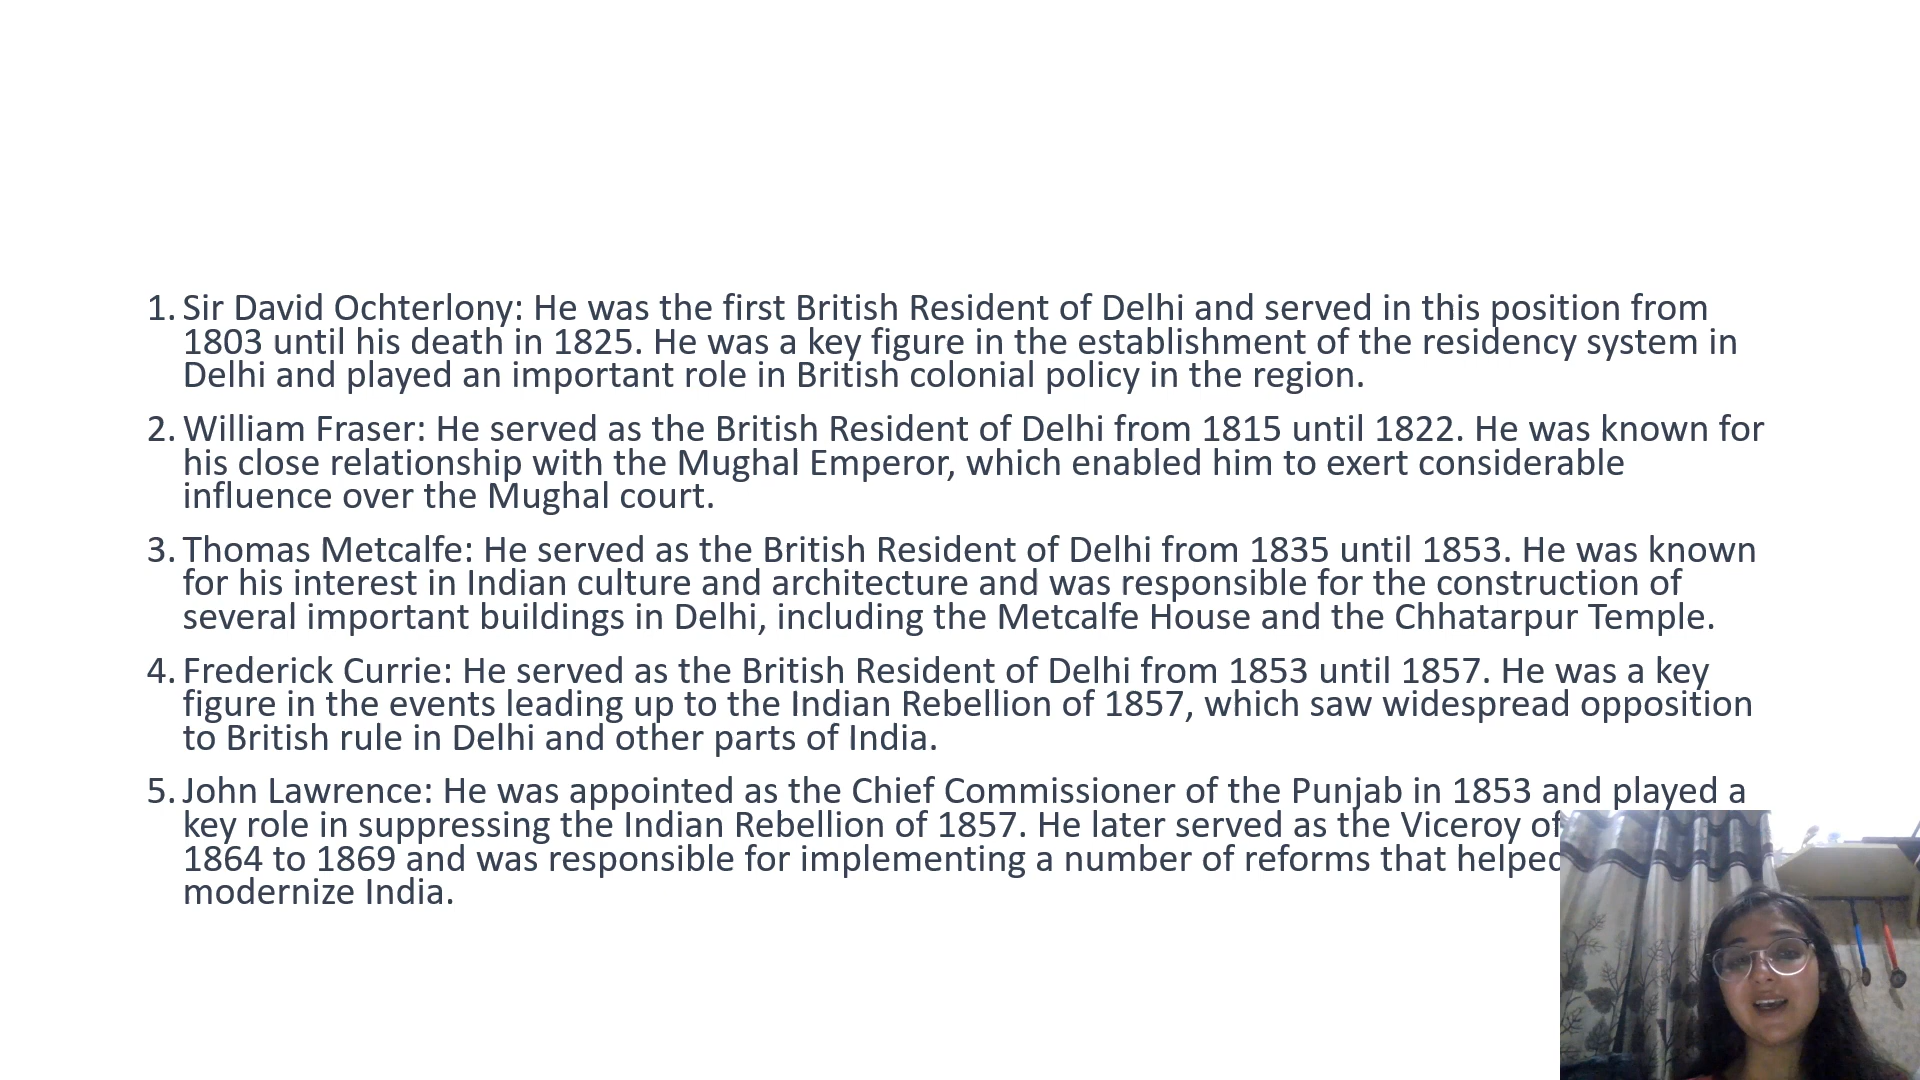 1. Sir David Ochterlony: He was the first British Resident of Delhi and served in this position from
1803 until his death in 1825. He was a key figure in the establishment of the residency system in
Delhi and played an important role in British colonial policy in the region.
2. William Fraser: He served as the British Resident of Delhi from 1815 until 1822. He was known for
his close relationship with the Mughal Emperor, which enabled him to exert considerable
influence over the Mughal court.
3. Thomas Metcalfe: He served as the British Resident of Delhi from 1835 until 1853. He was known
for his interest in Indian culture and architecture and was responsible for the construction of
several important buildings in Delhi, including the Metcalfe House and the Chhatarpur Temple.
4. Frederick Currie: He served as the British Resident of Delhi from 1853 until 1857. He was a key
figure in the events leading up to the Indian Rebellion of 1857, which saw widespread opposition
to British rule in Delhi and other parts of India.
5. John Lawrence: He was appointed as the Chief Commissioner of the Punjab in 1853 and played a
key role in suppressing the Indian Rebellion of 1857. He later served as the Viceroy of
1864 to 1869 and was responsible for implementing a number of reforms that helped
modernize India.